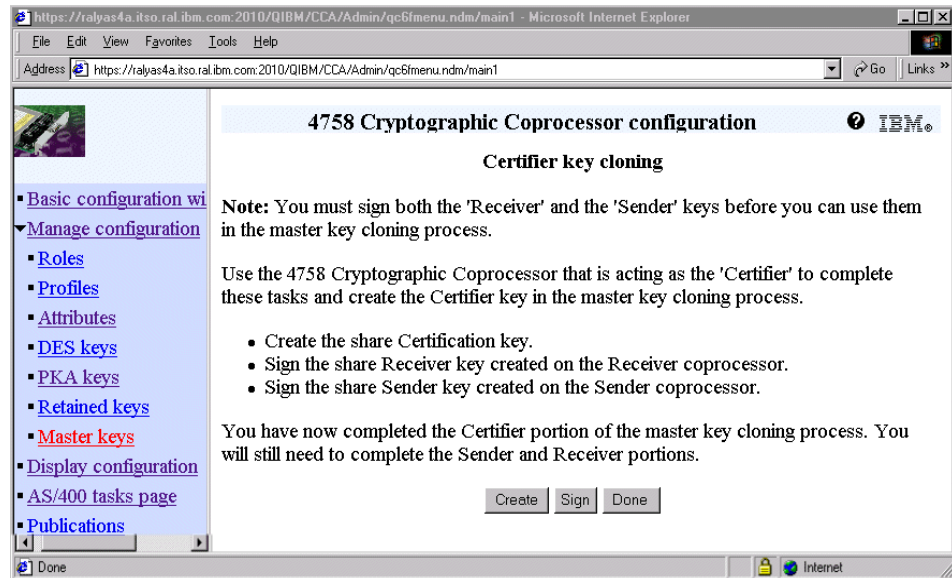 https://ralyas4a.itso.ral.ibm.com:2010/QIBM/CCA/Admin/qc6fmenu.ndm/main1 - Microsoft Internet Explorer
File Edit View Favorites Tools Help
Address https://ralyas4a.itso.ral.ibm.com:2010/QIBM/CCA/Admin/qc6fmenu.ndm/main1 Go Links »
4758 Cryptographic Coprocessor configuration ? IBM®
Certifier key cloning
Basic configuration wi
Manage configuration
Roles
Profiles
Attributes
DES keys
PKA keys
Retained keys
Master keys
Display configuration
AS/400 tasks page
Publications
Note: You must sign both the 'Receiver' and the 'Sender' keys before you can use them
in the master key cloning process.
Use the 4758 Cryptographic Coprocessor that is acting as the 'Certifier' to complete
these tasks and create the Certifier key in the master key cloning process.
• Create the share Certification key.
• Sign the share Receiver key created on the Receiver coprocessor.
• Sign the share Sender key created on the Sender coprocessor.
You have now completed the Certifier portion of the master key cloning process. You
will still need to complete the Sender and Receiver portions.
Create Sign Done
Done Internet